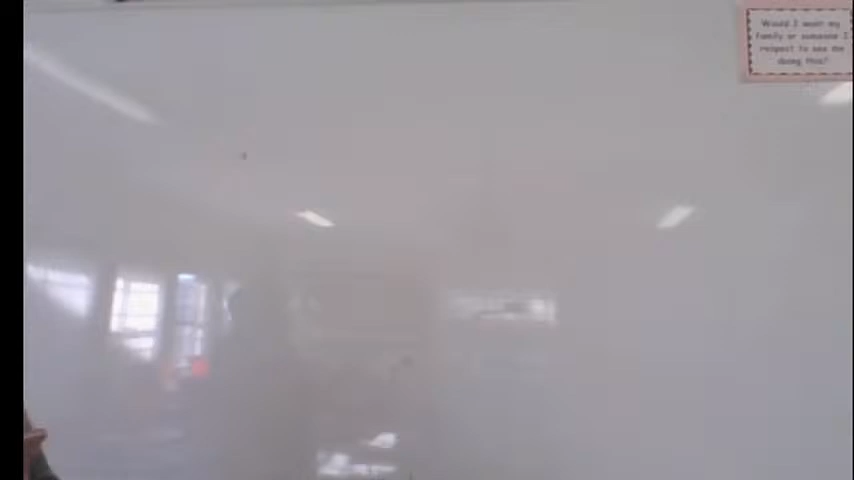 Would I want my
family or someone I
respect to see me
doing this?